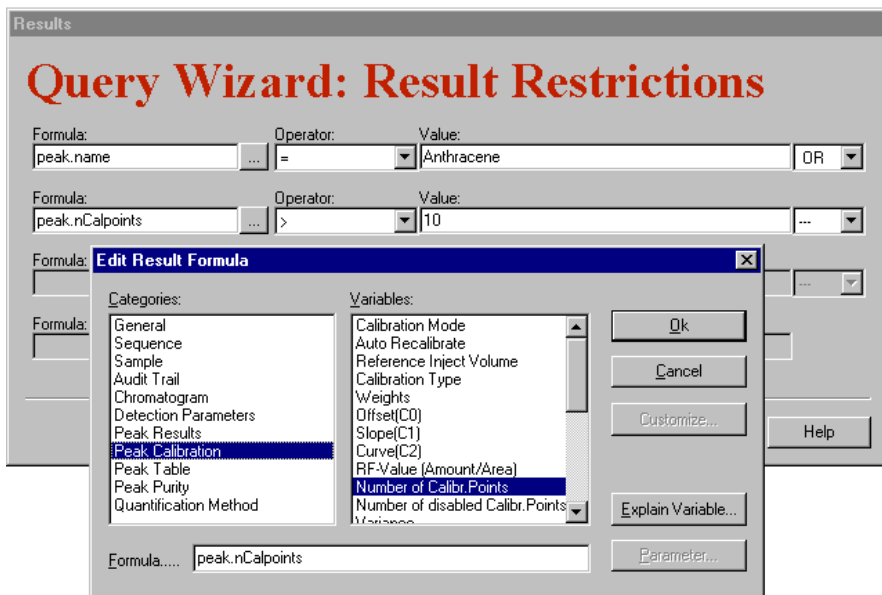 Results
Query Wizard: Result Restrictions
Formula: Operator: Value:
peak.name ... = Anthracene OR
Formula: Operator: Value:
peak.nCalpoints ... > 10 ---
Formula: ---
Formula:
Help
Edit Result Formula
Categories: Variables:
General
Sequence
Sample
Audit Trail
Chromatogram
Detection Parameters
Peak Results
Peak Calibration
Peak Table
Peak Purity
Quantification Method
Calibration Mode
Auto Recalibrate
Reference Inject Volume
Calibration Type
Weights
Offset(C0)
Slope(C1)
Curve(C2)
RF-Value (Amount/Area)
Number of Calibr.Points
Number of disabled Calibr.Points
Variance
Ok
Cancel
Customize...
Explain Variable...
Parameter...
Formula..... peak.nCalpoints